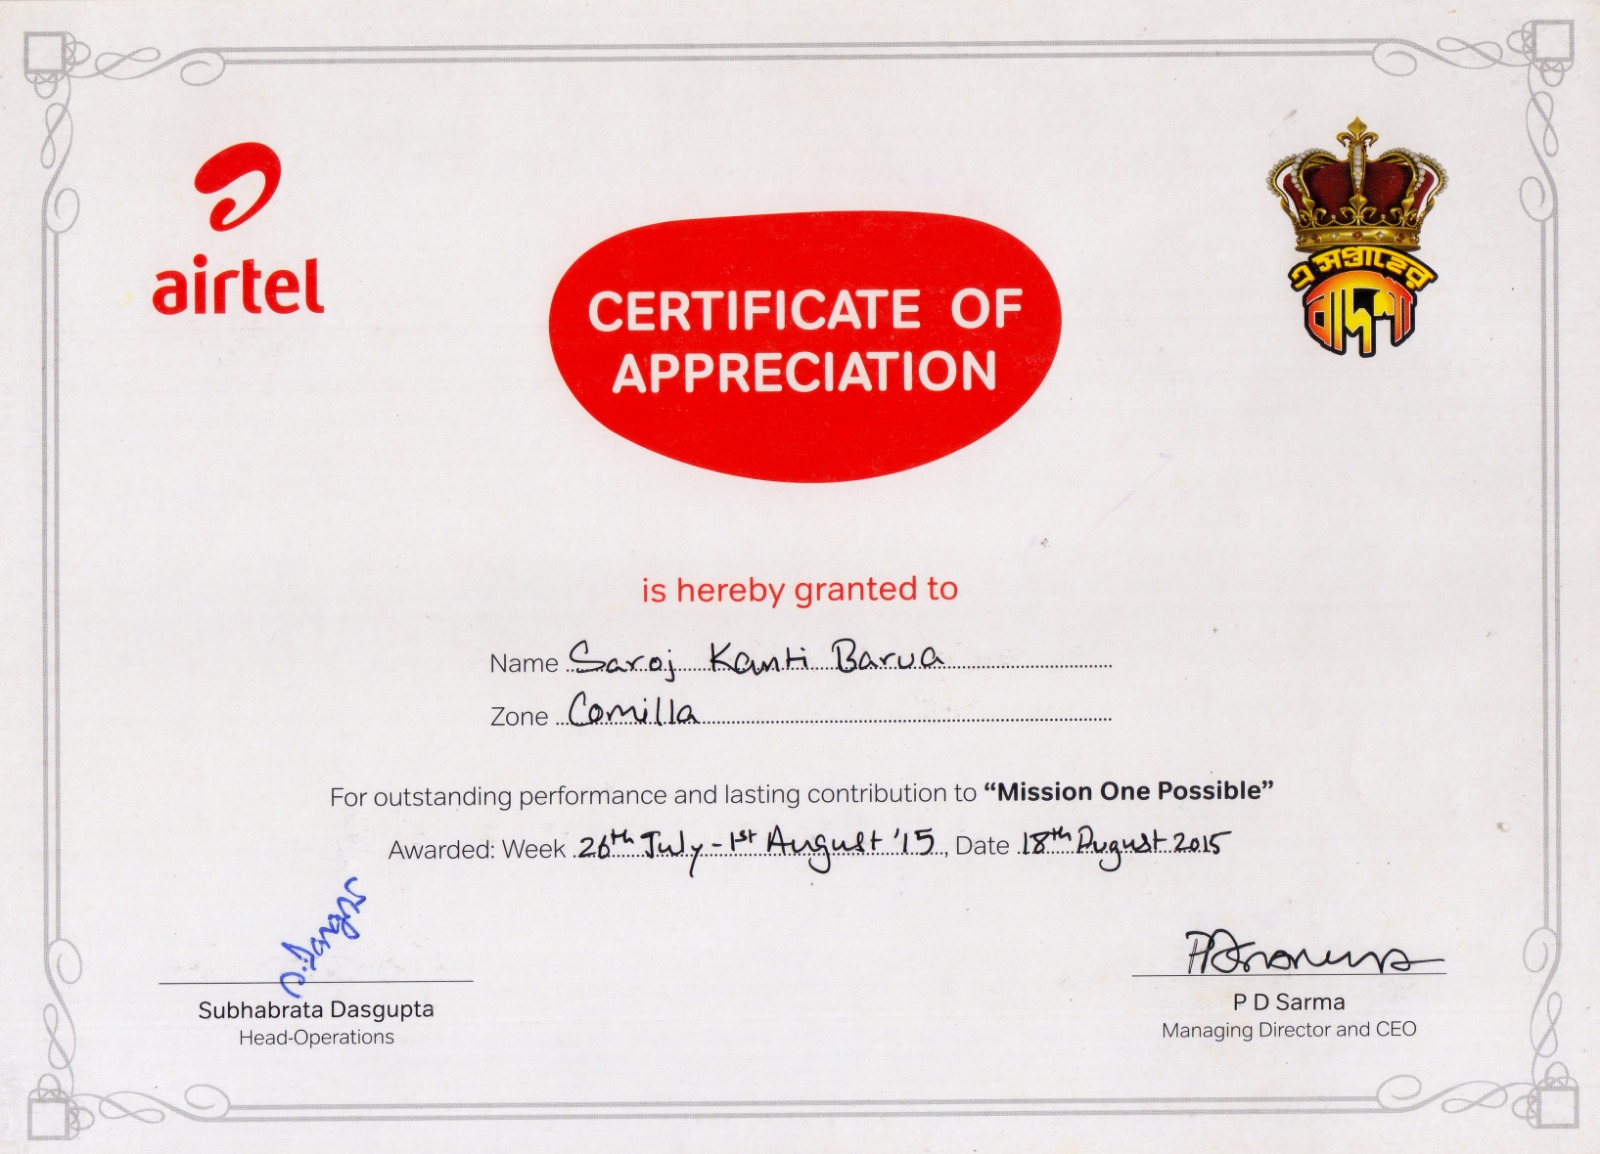 airtel
এ সপ্তাহের
বাদশা
CERTIFICATE OF
APPRECIATION
is hereby granted to
Name Saroj Kanti Barua
Zone Comilla
For outstanding performance and lasting contribution to “Mission One Possible”
Awarded: Week 26th July - 1st August '15, Date 18th August 2015
Subhabrata Dasgupta
Head-Operations
P D Sarma
Managing Director and CEO